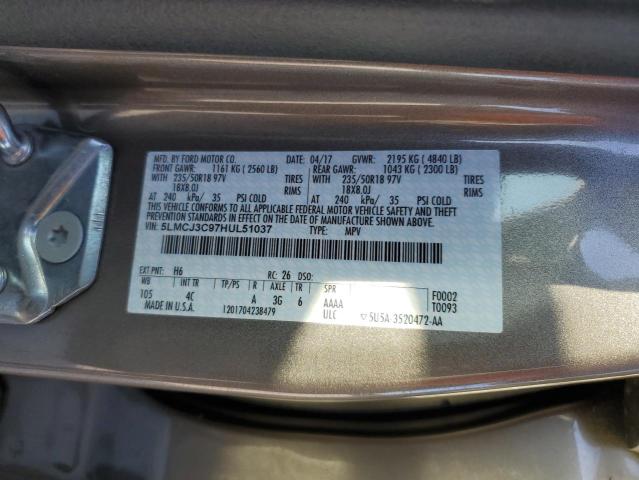 MFD. BY FORD MOTOR CO. 04/17 GVWR: 2195 KG ( 4840 LB)
FRONT GAWR: 1161 KG ( 2560 LB) REAR GAWR: 1043 KG ( 2300 LB)
WITH 235/50R18 97V TIRES WITH 235/50R18 97V TIRES
18X8.0J RIMS 18X8.0J RIMS
AT 240 kPa/ 35 PSI COLD AT 240 kPa/ 35 PSI COLD
THIS VEHICLE CONFORMS TO ALL APPLICABLE FEDERAL MOTOR VEHICLE SAFETY
STANDARDS IN EFFECT ON THE DATE OF MANUFACTURE SHOWN ABOVE.
VIN: 5LMCJ3C97HUL51037 TYPE: MPV
EXT PNT: H6 RC: 26 DSO:
WB INT TR TP/PS R AXLE TR SPR F0002
105 4C A 3G 6 AAAA T0093
MADE IN U.S.A. 1201704238479 ULC ▽5U5A-3520472-AA